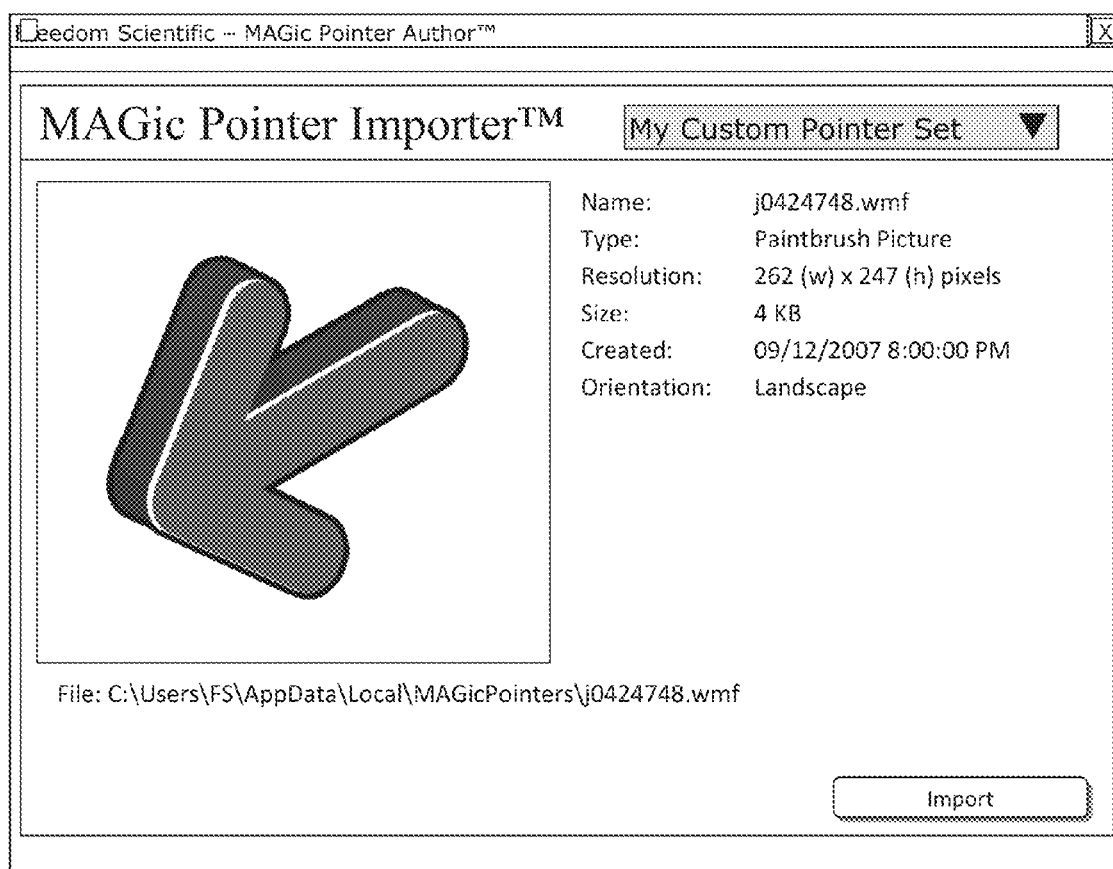 eedom Scientific – MAGic Pointer Author™ X
MAGic Pointer Importer™ My Custom Pointer Set
Name: j0424748.wmf
Type: Paintbrush Picture
Resolution: 262 (w) x 247 (h) pixels
Size: 4 KB
Created: 09/12/2007 8:00:00 PM
Orientation: Landscape
File: C:\Users\FS\AppData\Local\MAGicPointers\j0424748.wmf
Import